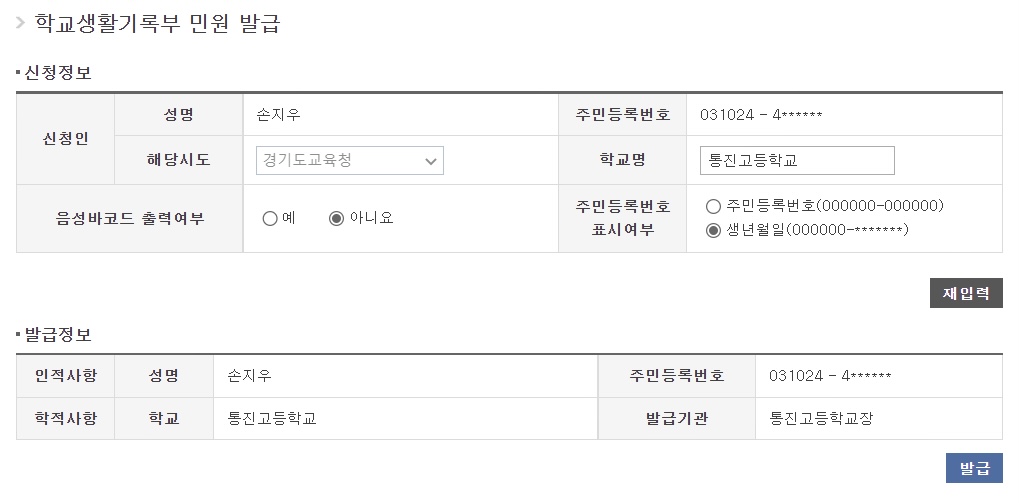 학교생활기록부 민원 발급
신청정보
신청인 성명 손지우 주민등록번호 031024 - 4******
해당시도 경기도교육청 학교명 통진고등학교
음성바코드 출력여부 예 아니요 주민등록번호 표시여부 주민등록번호(000000-000000)
생년월일(000000-*******)
재입력
발급정보
인적사항 성명 손지우 주민등록번호 031024 - 4******
학적사항 학교 통진고등학교 발급기관 통진고등학교장
발급